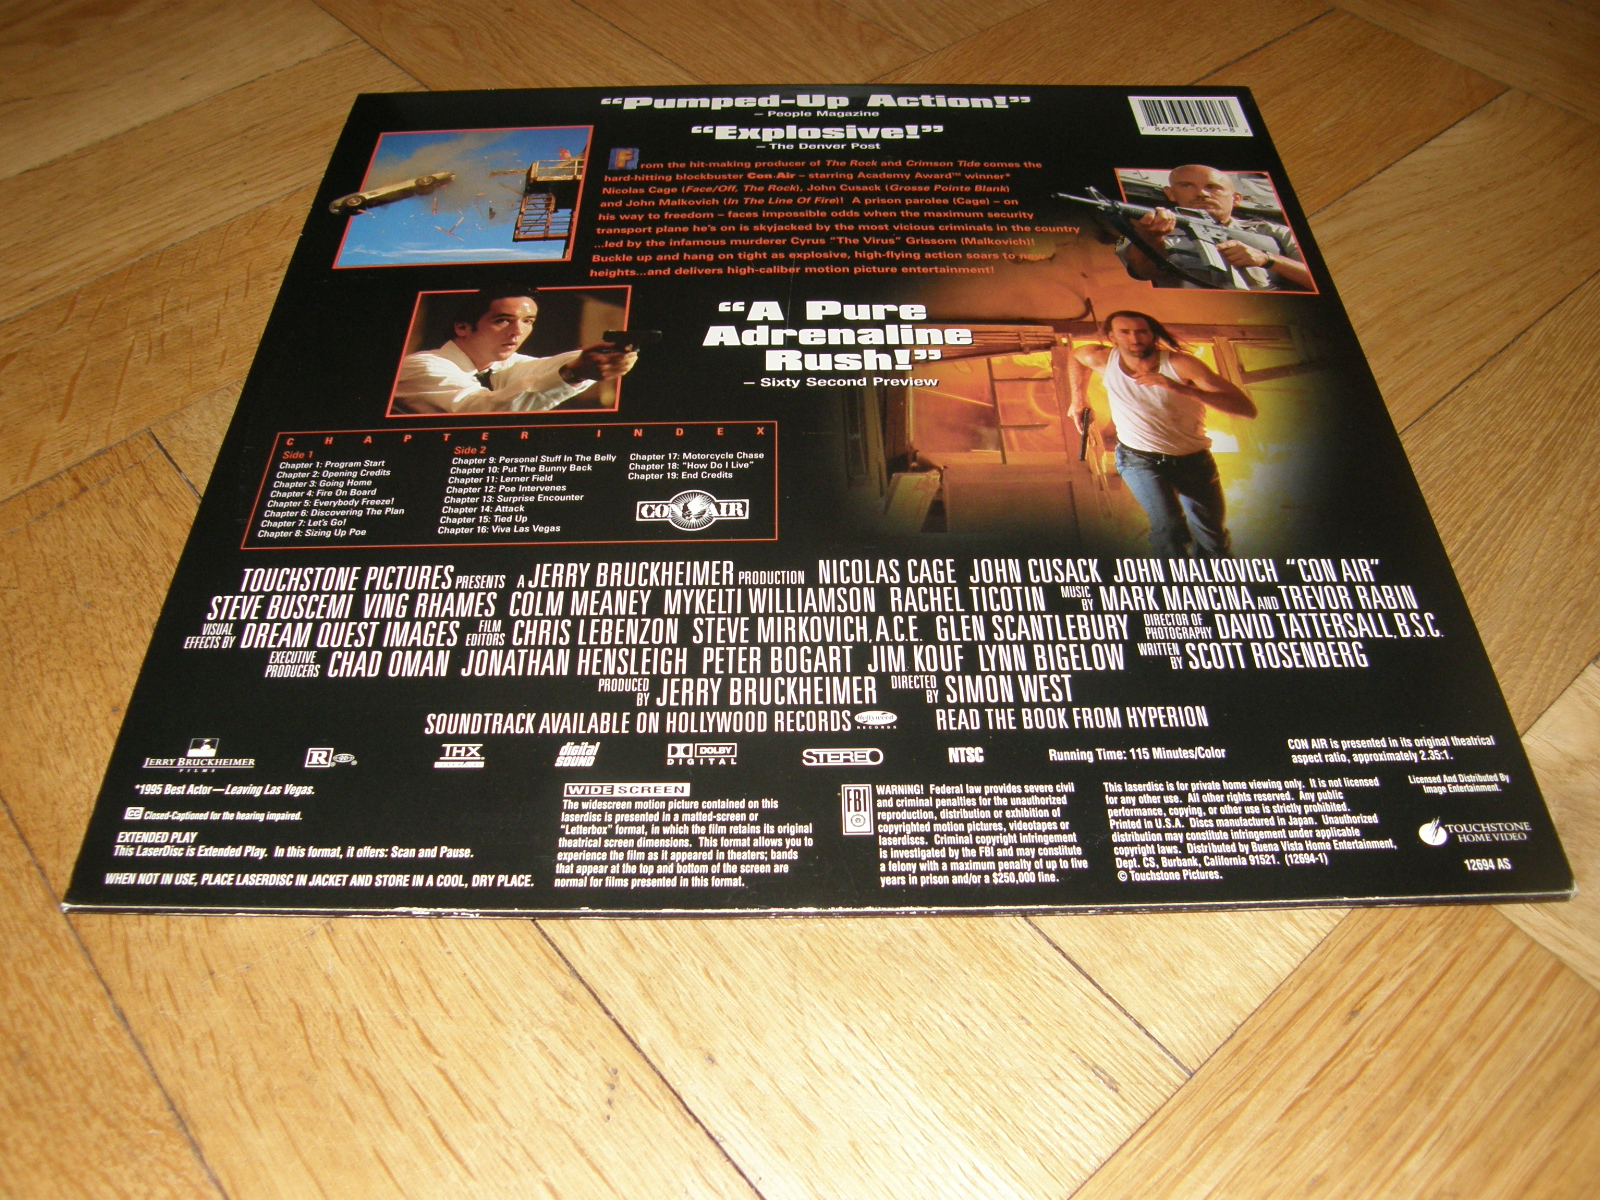 “Pumped-Up Action!”
– People Magazine
“Explosive!”
– The Denver Post
7 86936-0591-8 2
From the hit-making producer of The Rock and Crimson Tide comes the
hard-hitting blockbuster Con Air – starring Academy Award™ winner*
Nicolas Cage (Face/Off, The Rock), John Cusack (Grosse Pointe Blank)
and John Malkovich (In The Line Of Fire)! A prison parolee (Cage) – on
his way to freedom – faces impossible odds when the maximum security
transport plane he's on is skyjacked by the most vicious criminals in the country
...led by the infamous murderer Cyrus "The Virus" Grissom (Malkovich)!
Buckle up and hang on tight as explosive, high-flying action soars to new
heights...and delivers high-caliber motion picture entertainment!
“A Pure
Adrenaline
Rush!”
– Sixty Second Preview
CHAPTER INDEX
Side 1
Chapter 1: Program Start
Chapter 2: Opening Credits
Chapter 3: Going Home
Chapter 4: Fire On Board
Chapter 5: Everybody Freeze!
Chapter 6: Discovering The Plan
Chapter 7: Let's Go!
Chapter 8: Sizing Up Poe
Side 2
Chapter 9: Personal Stuff In The Belly
Chapter 10: Put The Bunny Back
Chapter 11: Lerner Field
Chapter 12: Poe Intervenes
Chapter 13: Surprise Encounter
Chapter 14: Attack
Chapter 15: Tied Up
Chapter 16: Viva Las Vegas
Chapter 17: Motorcycle Chase
Chapter 18: "How Do I Live"
Chapter 19: End Credits
CON AIR
TOUCHSTONE PICTURES PRESENTS A JERRY BRUCKHEIMER PRODUCTION NICOLAS CAGE JOHN CUSACK JOHN MALKOVICH "CON AIR"
STEVE BUSCEMI VING RHAMES COLM MEANEY MYKELTI WILLIAMSON RACHEL TICOTIN MUSIC BY MARK MANCINA AND TREVOR RABIN
VISUAL EFFECTS BY DREAM QUEST IMAGES FILM EDITORS CHRIS LEBENZON STEVE MIRKOVICH, A.C.E. GLEN SCANTLEBURY DIRECTOR OF PHOTOGRAPHY DAVID TATTERSALL, B.S.C.
EXECUTIVE PRODUCERS CHAD OMAN JONATHAN HENSLEIGH PETER BOGART JIM KOUF LYNN BIGELOW WRITTEN BY SCOTT ROSENBERG
PRODUCED BY JERRY BRUCKHEIMER DIRECTED BY SIMON WEST
SOUNDTRACK AVAILABLE ON HOLLYWOOD RECORDS Hollywood RECORDS READ THE BOOK FROM HYPERION
JERRY BRUCKHEIMER
FILMS
R
THX
digital
SOUND
DOLBY
DIGITAL
STEREO
NTSC
Running Time: 115 Minutes/Color
CON AIR is presented in its original theatrical
aspect ratio, approximately 2.35:1.
*1995 Best Actor—Leaving Las Vegas.
CC Closed-Captioned for the hearing impaired.
EXTENDED PLAY
This LaserDisc is Extended Play. In this format, it offers: Scan and Pause.
WHEN NOT IN USE, PLACE LASERDISC IN JACKET AND STORE IN A COOL, DRY PLACE.
WIDE SCREEN
The widescreen motion picture contained on this
laserdisc is presented in a matted-screen or
"Letterbox" format, in which the film retains its original
theatrical screen dimensions. This format allows you to
experience the film as it appeared in theaters; bands
that appear at the top and bottom of the screen are
normal for films presented in this format.
FBI
WARNING! Federal law provides severe civil
and criminal penalties for the unauthorized
reproduction, distribution or exhibition of
copyrighted motion pictures, videotapes or
laserdiscs. Criminal copyright infringement
is investigated by the FBI and may constitute
a felony with a maximum penalty of up to five
years in prison and/or a $250,000 fine.
This laserdisc is for private home viewing only. It is not licensed
for any other use. All other rights reserved. Any public
performance, copying, or other use is strictly prohibited.
Printed in U.S.A. Discs manufactured in Japan. Unauthorized
distribution may constitute infringement under applicable
copyright laws. Distributed by Buena Vista Home Entertainment,
Dept. CS, Burbank, California 91521. (12694-1)
© Touchstone Pictures.
Licensed And Distributed By
Image Entertainment.
TOUCHSTONE
HOME VIDEO
12694 AS